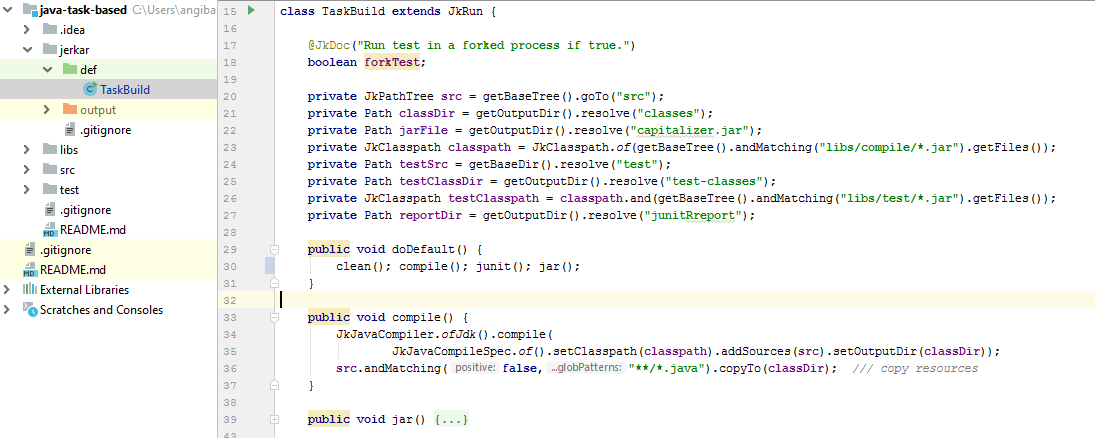 java-task-based C:\Users\angiba
.idea
jerkar
def
TaskBuild
output
.gitignore
libs
src
test
.gitignore
README.md
.gitignore
README.md
External Libraries
Scratches and Consoles
15 class TaskBuild extends JkRun {
16
17 @JkDoc("Run test in a forked process if true.")
18 boolean forkTest;
19
20 private JkPathTree src = getBaseTree().goTo("src");
21 private Path classDir = getOutputDir().resolve("classes");
22 private Path jarFile = getOutputDir().resolve("capitalizer.jar");
23 private JkClasspath classpath = JkClasspath.of(getBaseTree().andMatching("libs/compile/*.jar").getFiles());
24 private Path testSrc = getBaseDir().resolve("test");
25 private Path testClassDir = getOutputDir().resolve("test-classes");
26 private JkClasspath testClasspath = classpath.and(getBaseTree().andMatching("libs/test/*.jar").getFiles());
27 private Path reportDir = getOutputDir().resolve("junitRreport");
28
29 public void doDefault() {
30 clean(); compile(); junit(); jar();
31 }
32
33 public void compile() {
34 JkJavaCompiler.ofJdk().compile(
35 JkJavaCompileSpec.of().setClasspath(classpath).addSources(src).setOutputDir(classDir));
36 src.andMatching( positive: false, ...globPatterns: "**/*.java").copyTo(classDir); /// copy resources
37 }
38
39 public void jar() {...}
43